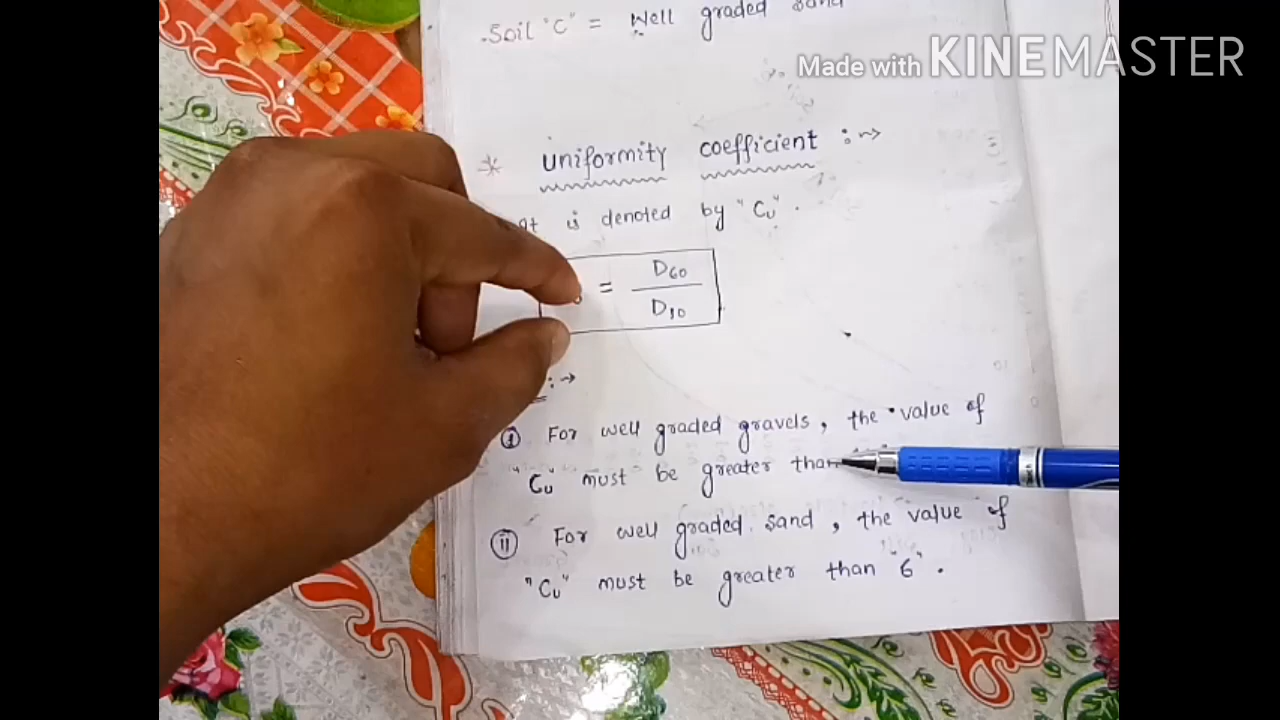 Soil "C" = Well graded sand
Made with KINEMASTER
* Uniformity coefficient :⇝
It is denoted by "Cu".
= D60
D10
:→
(i) For well graded gravels, the value of
"Cu" must be greater than
(ii) For well graded sand, the value of
"Cu" must be greater than "6".